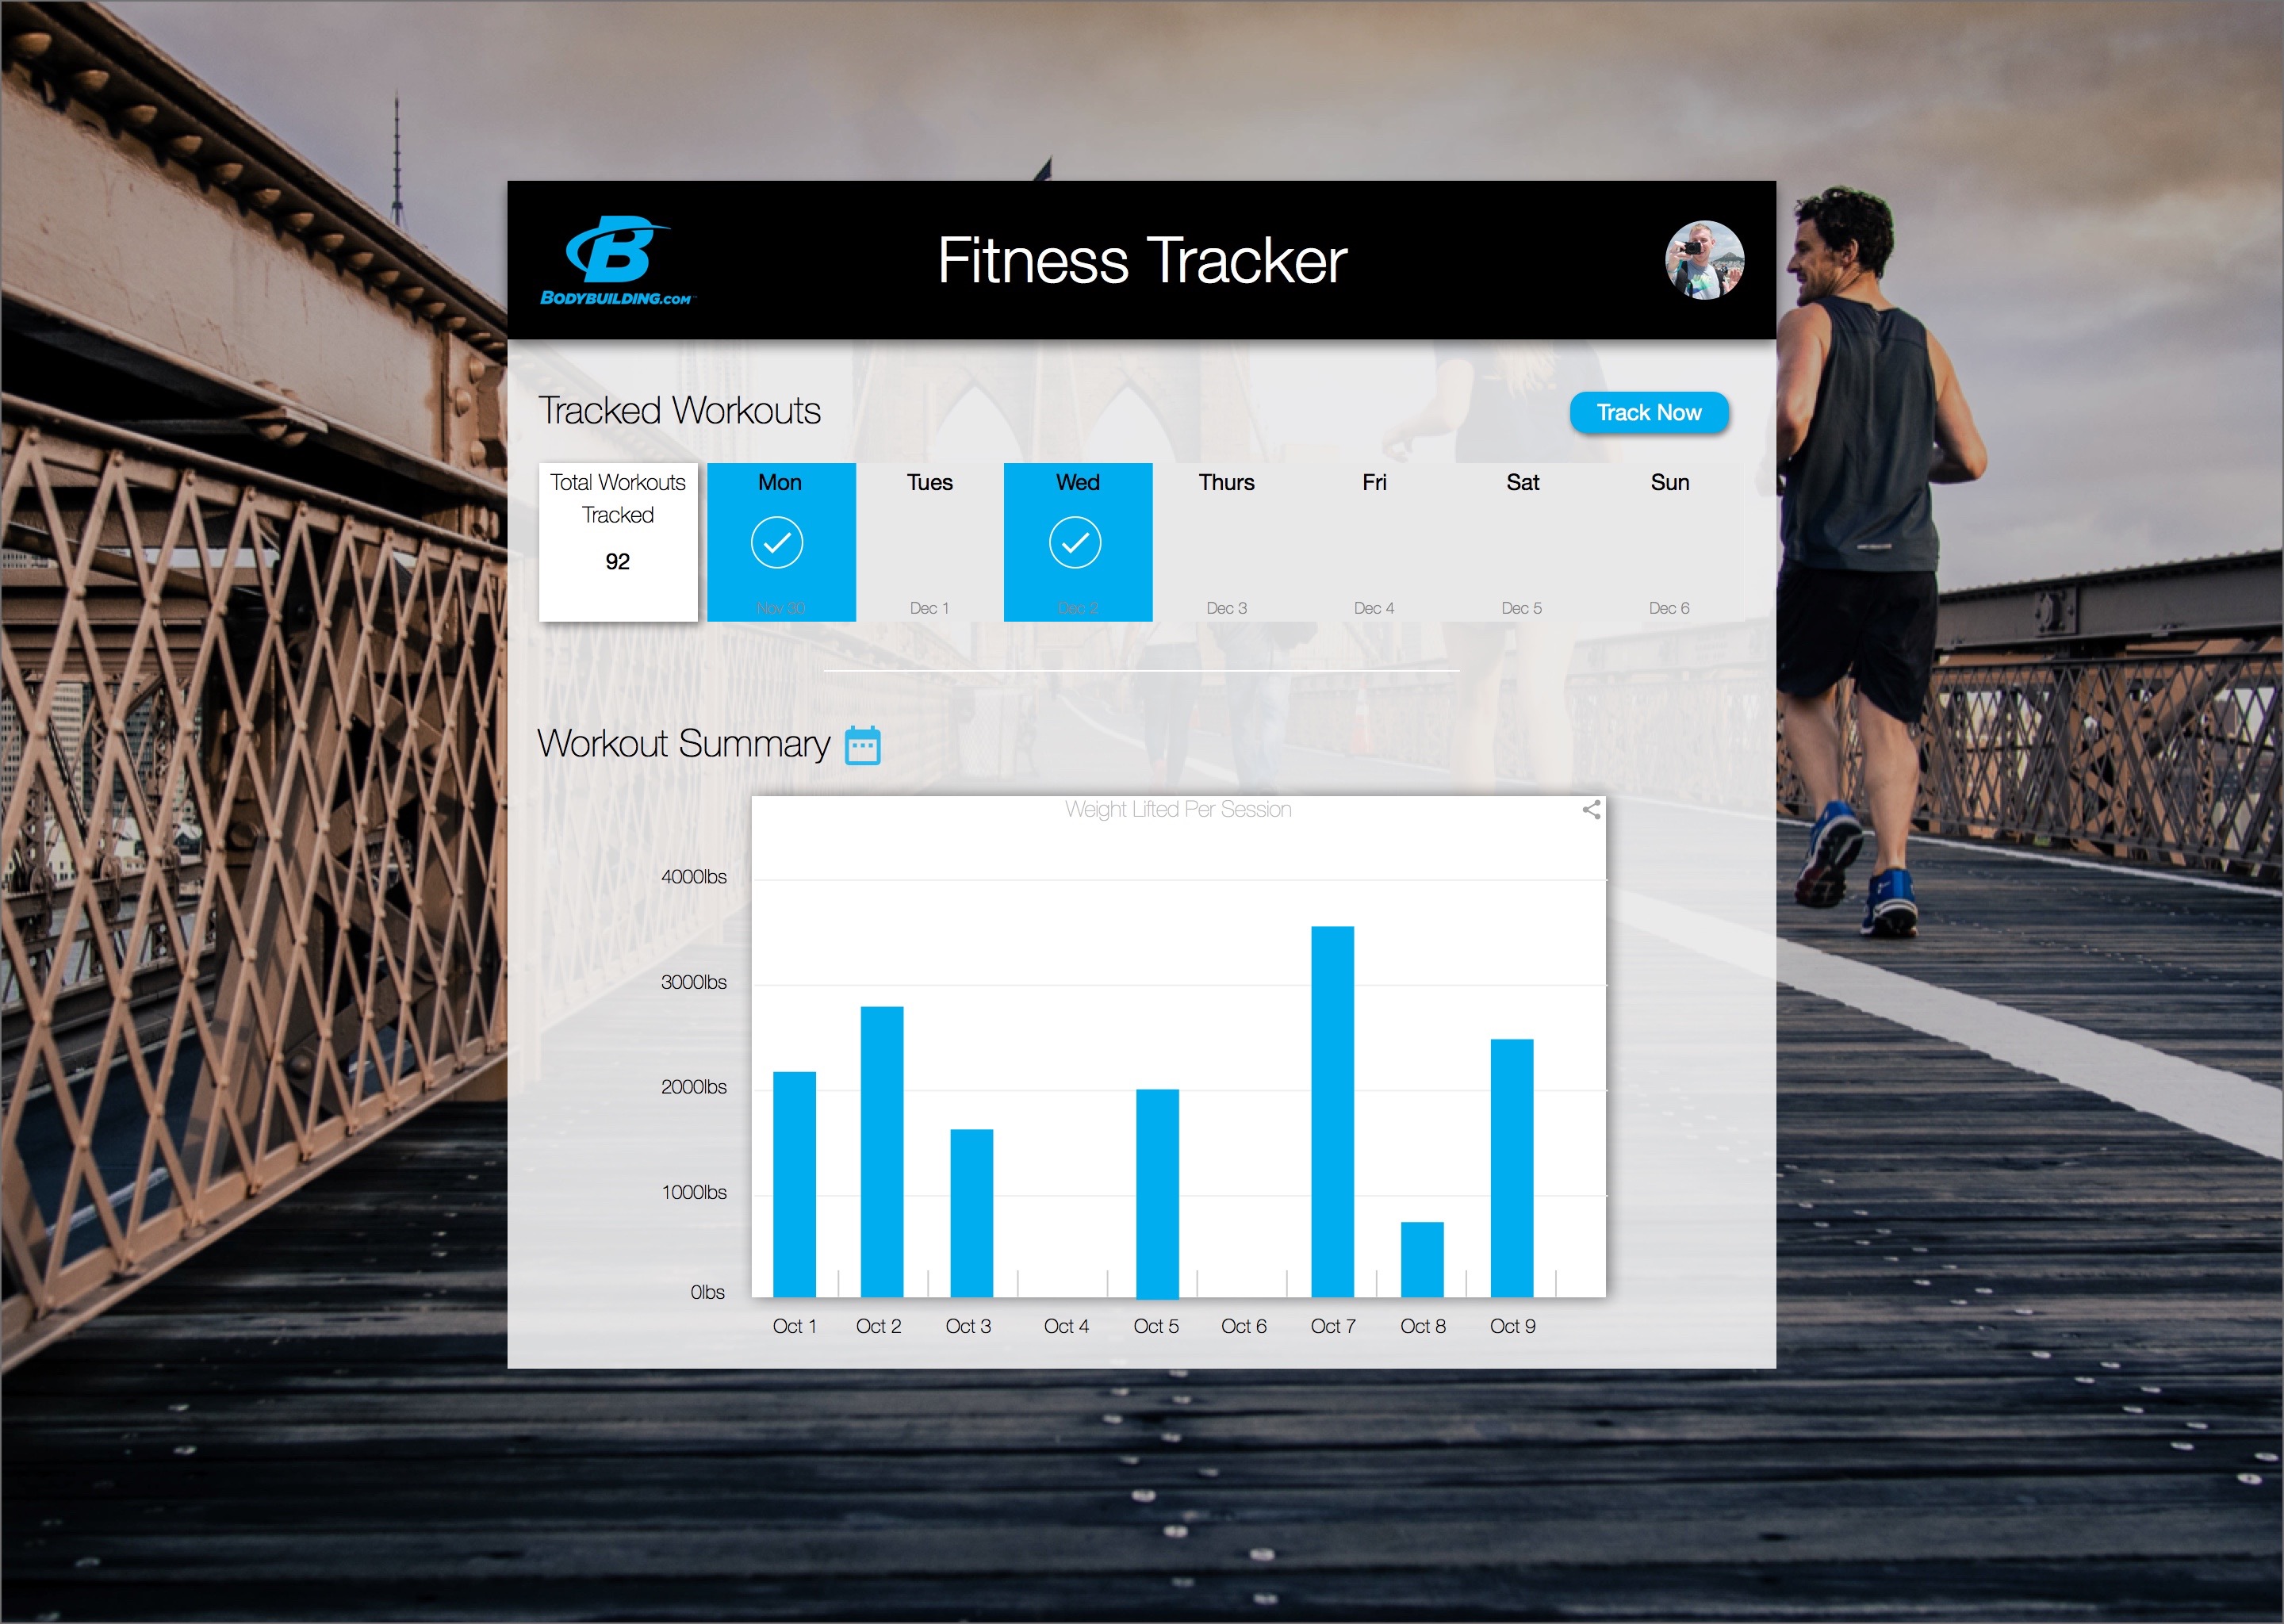 B
BODYBUILDING.COM
Fitness Tracker
Tracked Workouts
Track Now
Total Workouts
Tracked
92
Mon
Tues
Wed
Thurs
Fri
Sat
Sun
Nov 30
Dec 1
Dec 2
Dec 3
Dec 4
Dec 5
Dec 6
Workout Summary
Weight Lifted Per Session
4000lbs
3000lbs
2000lbs
1000lbs
0lbs
Oct 1
Oct 2
Oct 3
Oct 4
Oct 5
Oct 6
Oct 7
Oct 8
Oct 9